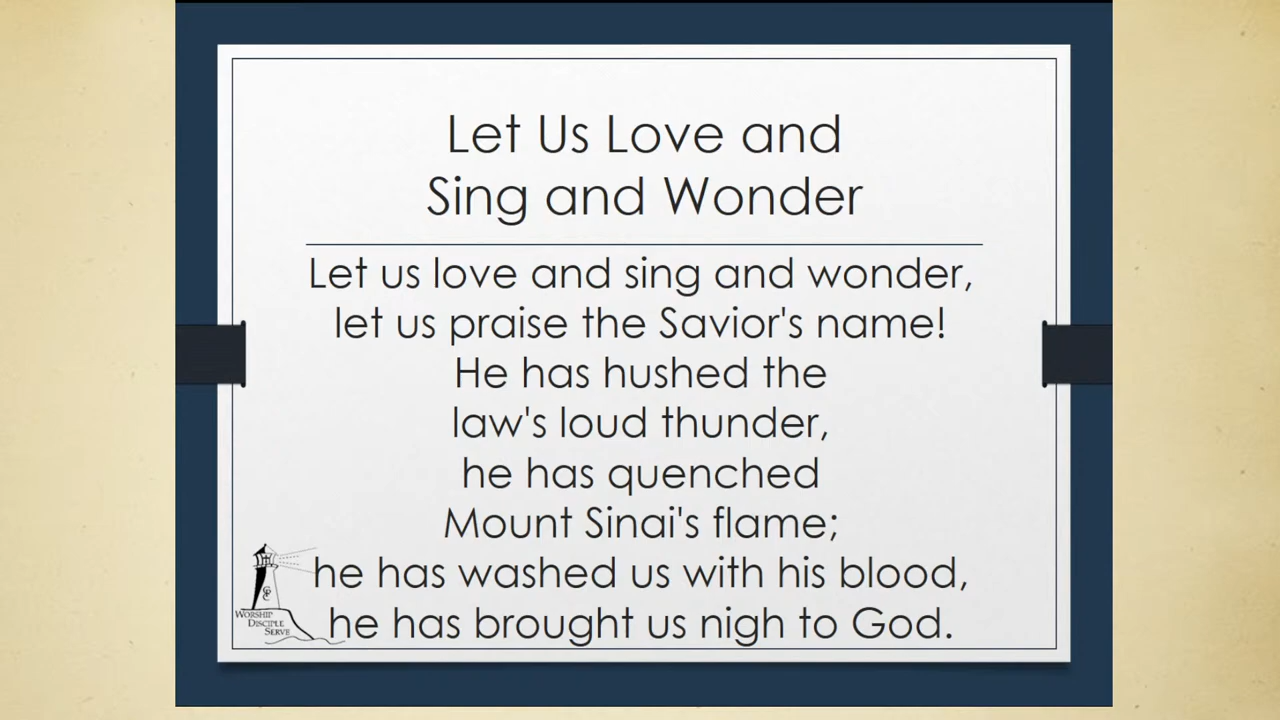 Let Us Love and
Sing and Wonder
Let us love and sing and wonder,
let us praise the Savior's name!
He has hushed the
law's loud thunder,
he has quenched
Mount Sinai's flame;
he has washed us with his blood,
he has brought us nigh to God.
WORSHIP
DISCIPLE
SERVE